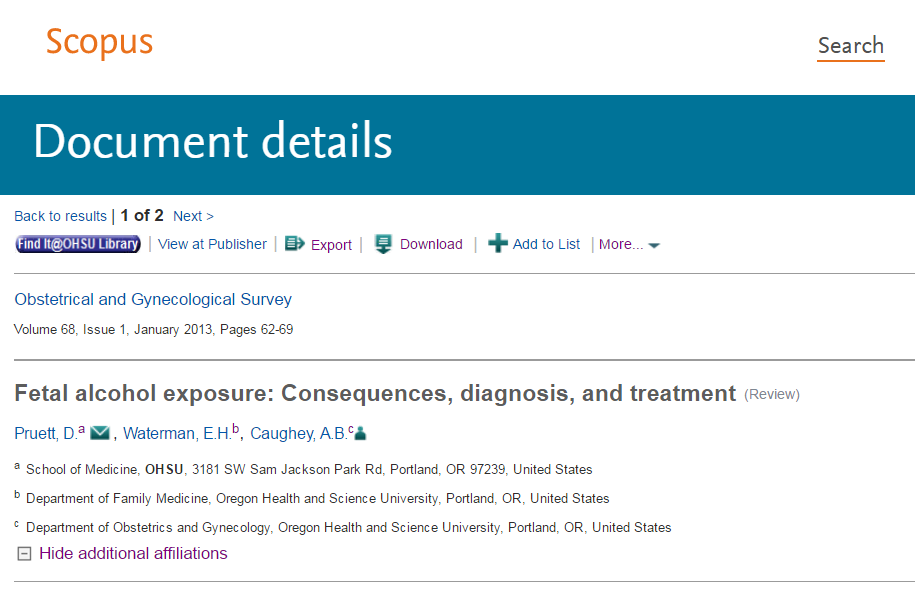 Scopus
Search
Document details
Back to results | 1 of 2 Next >
Find It@OHSU Library | View at Publisher | Export | Download | Add to List | More...
Obstetrical and Gynecological Survey
Volume 68, Issue 1, January 2013, Pages 62-69
Fetal alcohol exposure: Consequences, diagnosis, and treatment (Review)
Pruett, D.a , Waterman, E.H.b, Caughey, A.B.c
a School of Medicine, OHSU, 3181 SW Sam Jackson Park Rd, Portland, OR 97239, United States
b Department of Family Medicine, Oregon Health and Science University, Portland, OR, United States
c Department of Obstetrics and Gynecology, Oregon Health and Science University, Portland, OR, United States
Hide additional affiliations